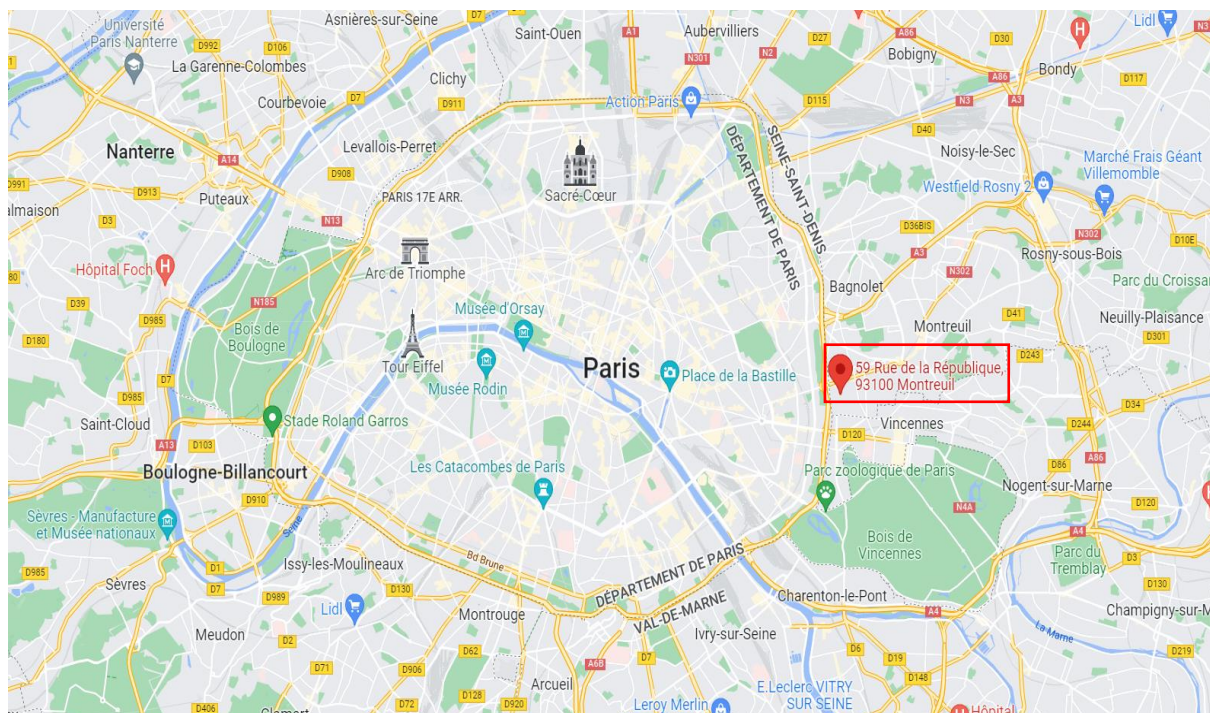 Université
Paris Nanterre
D992
D106
Asnières-sur-Seine
D7
Saint-Ouen
A1
Aubervilliers
D27
A86
D30
Lidl
N3
La Garenne-Colombes
Clichy
N301
N2
Bobigny
Bondy
D117
Courbevoie
D7
D911
Action Paris
D115
N3
A86
A3
Nanterre
A14
Levallois-Perret
D908
D40
Noisy-le-Sec
Marché Frais Géant
Villemomble
D991
D913
Puteaux
PARIS 17E ARR.
Sacré-Cœur
DÉPARTEMENT DE PARIS
SEINE-SAINT-DENIS
Westfield Rosny 2
almaison
D3
N13
D36BIS
N302
D10E
Hôpital Foch
Arc de Triomphe
A3
N302
Rosny-sous-Bois
D39
N185
Musée d'Orsay
Bagnolet
Parc du Croissan
D985
Bois de
Boulogne
Montreuil
D41
Neuilly-Plaisance
D180
D301
Tour Eiffel
Musée Rodin
Paris
Place de la Bastille
59 Rue de la République,
93100 Montreuil
D243
D7
D985
Saint-Cloud
Stade Roland Garros
Vincennes
D34
D244
A13
D103
D120
A86
Boulogne-Billancourt
Les Catacombes de Paris
Parc zoologique de Paris
D86
Nogent-sur-Marne
D910
D120
Sèvres - Manufacture
et Musée nationaux
Seine
N4A
Bois de
Vincennes
A4
Bd Brune
DÉPARTEMENT DE PARIS
VAL-DE-MARNE
Parc du
Tremblay
D3
D985
D1
Issy-les-Moulineaux
Sèvres
D7
D989
D130
Charenton-le-Pont
D130
Lidl
Montrouge
A4
Champigny-sur-M
Meudon
D2
Ivry-sur-Seine
La Marne
D62
D7
D6
D19
D219
D71
D906
A6B
D148
D128
Arcueil
E.Leclerc VITRY
SUR SEINE
D406
D72
D920
Leroy Merlin
Hôpital